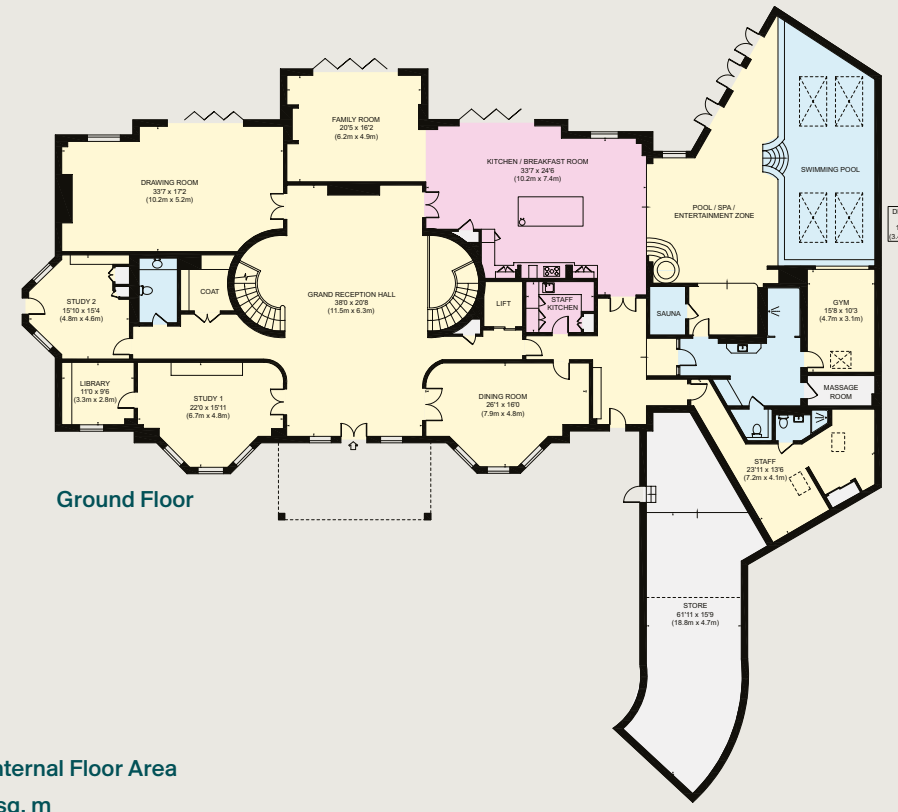 FAMILY ROOM
20'5 x 16'2
(6.2m x 4.9m)
KITCHEN / BREAKFAST ROOM
33'7 x 24'6
(10.2m x 7.4m)
DRAWING ROOM
33'7 x 17'2
(10.2m x 5.2m)
SWIMMING POOL
POOL / SPA /
ENTERTAINMENT ZONE
STUDY 2
15'10 x 15'4
(4.8m x 4.6m)
COAT
GRAND RECEPTION HALL
38'0 x 20'8
(11.5m x 6.3m)
LIFT
STAFF
KITCHEN
SAUNA
GYM
15'8 x 10'3
(4.7m x 3.1m)
LIBRARY
11'0 x 9'6
(3.3m x 2.8m)
STUDY 1
22'0 x 15'11
(6.7m x 4.8m)
DINING ROOM
26'1 x 16'0
(7.9m x 4.8m)
MASSAGE
ROOM
STAFF
23'11 x 13'6
(7.2m x 4.1m)
Ground Floor
STORE
61'11 x 15'9
(18.8m x 4.7m)
nternal Floor Area
sq. m